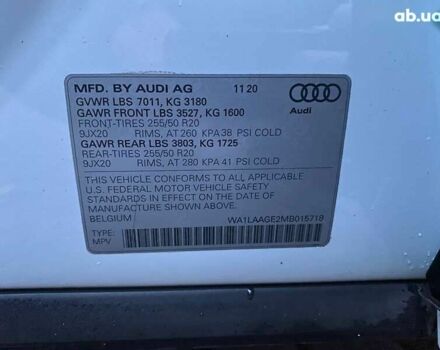 ab.ua
MFD. BY AUDI AG 11 20
GVWR LBS 7011, KG 3180
GAWR FRONT LBS 3527, KG 1600
FRONT-TIRES 255/50 R20
9JX20 RIMS, AT 260 KPA 38 PSI COLD
GAWR REAR LBS 3803, KG 1725
REAR-TIRES 255/50 R20
9JX20 RIMS, AT 280 KPA 41 PSI COLD
THIS VEHICLE CONFORMS TO ALL APPLICABLE
U.S. FEDERAL MOTOR VEHICLE SAFETY
STANDARDS IN EFFECT ON THE DATE OF
MANUFACTURE SHOWN ABOVE.
BELGIUM WA1LAAGE2MB015718
TYPE:
MPV